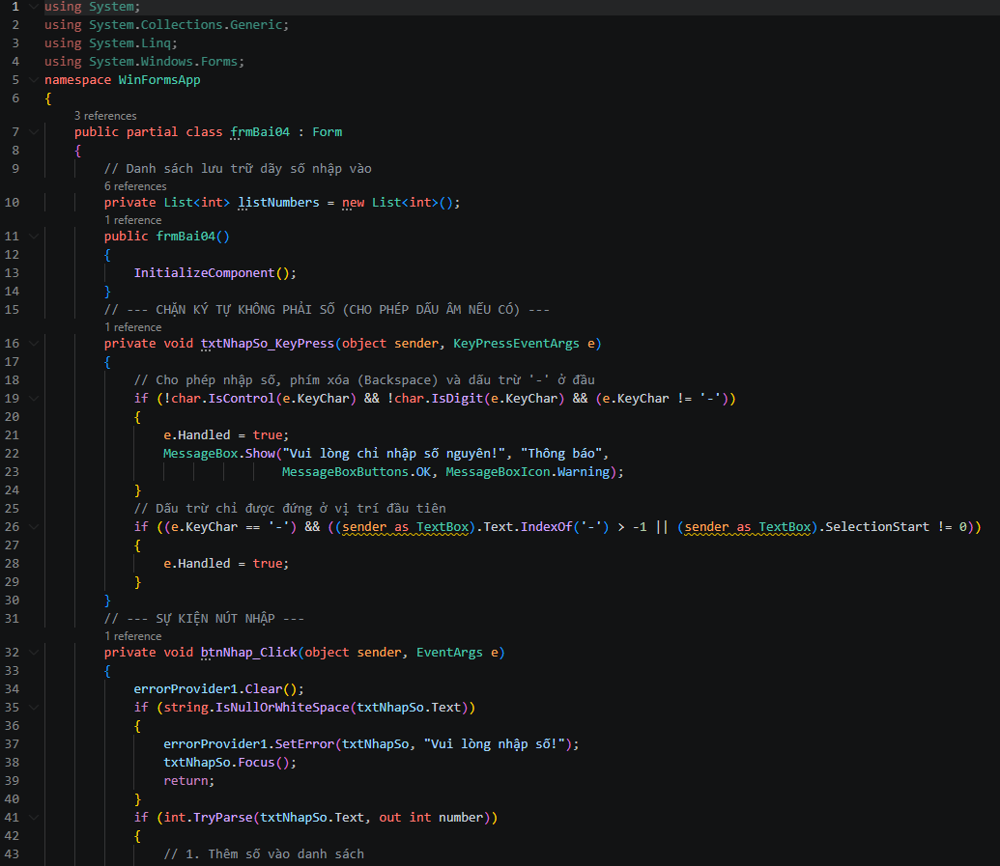 1 using System;
2 using System.Collections.Generic;
3 using System.Linq;
4 using System.Windows.Forms;
5 namespace WinFormsApp
6 {
3 references
7 public partial class frmBai04 : Form
8 {
9 // Danh sách lưu trữ dãy số nhập vào
6 references
10 private List<int> listNumbers = new List<int>();
1 reference
11 public frmBai04()
12 {
13 InitializeComponent();
14 }
15 // --- CHẶN KÝ TỰ KHÔNG PHẢI SỐ (CHO PHÉP DẤU ÂM NẾU CÓ) ---
1 reference
16 private void txtNhapSo_KeyPress(object sender, KeyPressEventArgs e)
17 {
18 // Cho phép nhập số, phím xóa (Backspace) và dấu trừ '-' ở đầu
19 if (!char.IsControl(e.KeyChar) && !char.IsDigit(e.KeyChar) && (e.KeyChar != '-'))
20 {
21 e.Handled = true;
22 MessageBox.Show("Vui lòng chỉ nhập số nguyên!", "Thông báo",
23 MessageBoxButtons.OK, MessageBoxIcon.Warning);
24 }
25 // Dấu trừ chỉ được đứng ở vị trí đầu tiên
26 if ((e.KeyChar == '-') && ((sender as TextBox).Text.IndexOf('-') > -1 || (sender as TextBox).SelectionStart != 0))
27 {
28 e.Handled = true;
29 }
30 }
31 // --- SỰ KIỆN NÚT NHẬP ---
1 reference
32 private void btnNhap_Click(object sender, EventArgs e)
33 {
34 errorProvider1.Clear();
35 if (string.IsNullOrWhiteSpace(txtNhapSo.Text))
36 {
37 errorProvider1.SetError(txtNhapSo, "Vui lòng nhập số!");
38 txtNhapSo.Focus();
39 return;
40 }
41 if (int.TryParse(txtNhapSo.Text, out int number))
42 {
43 // 1. Thêm số vào danh sách